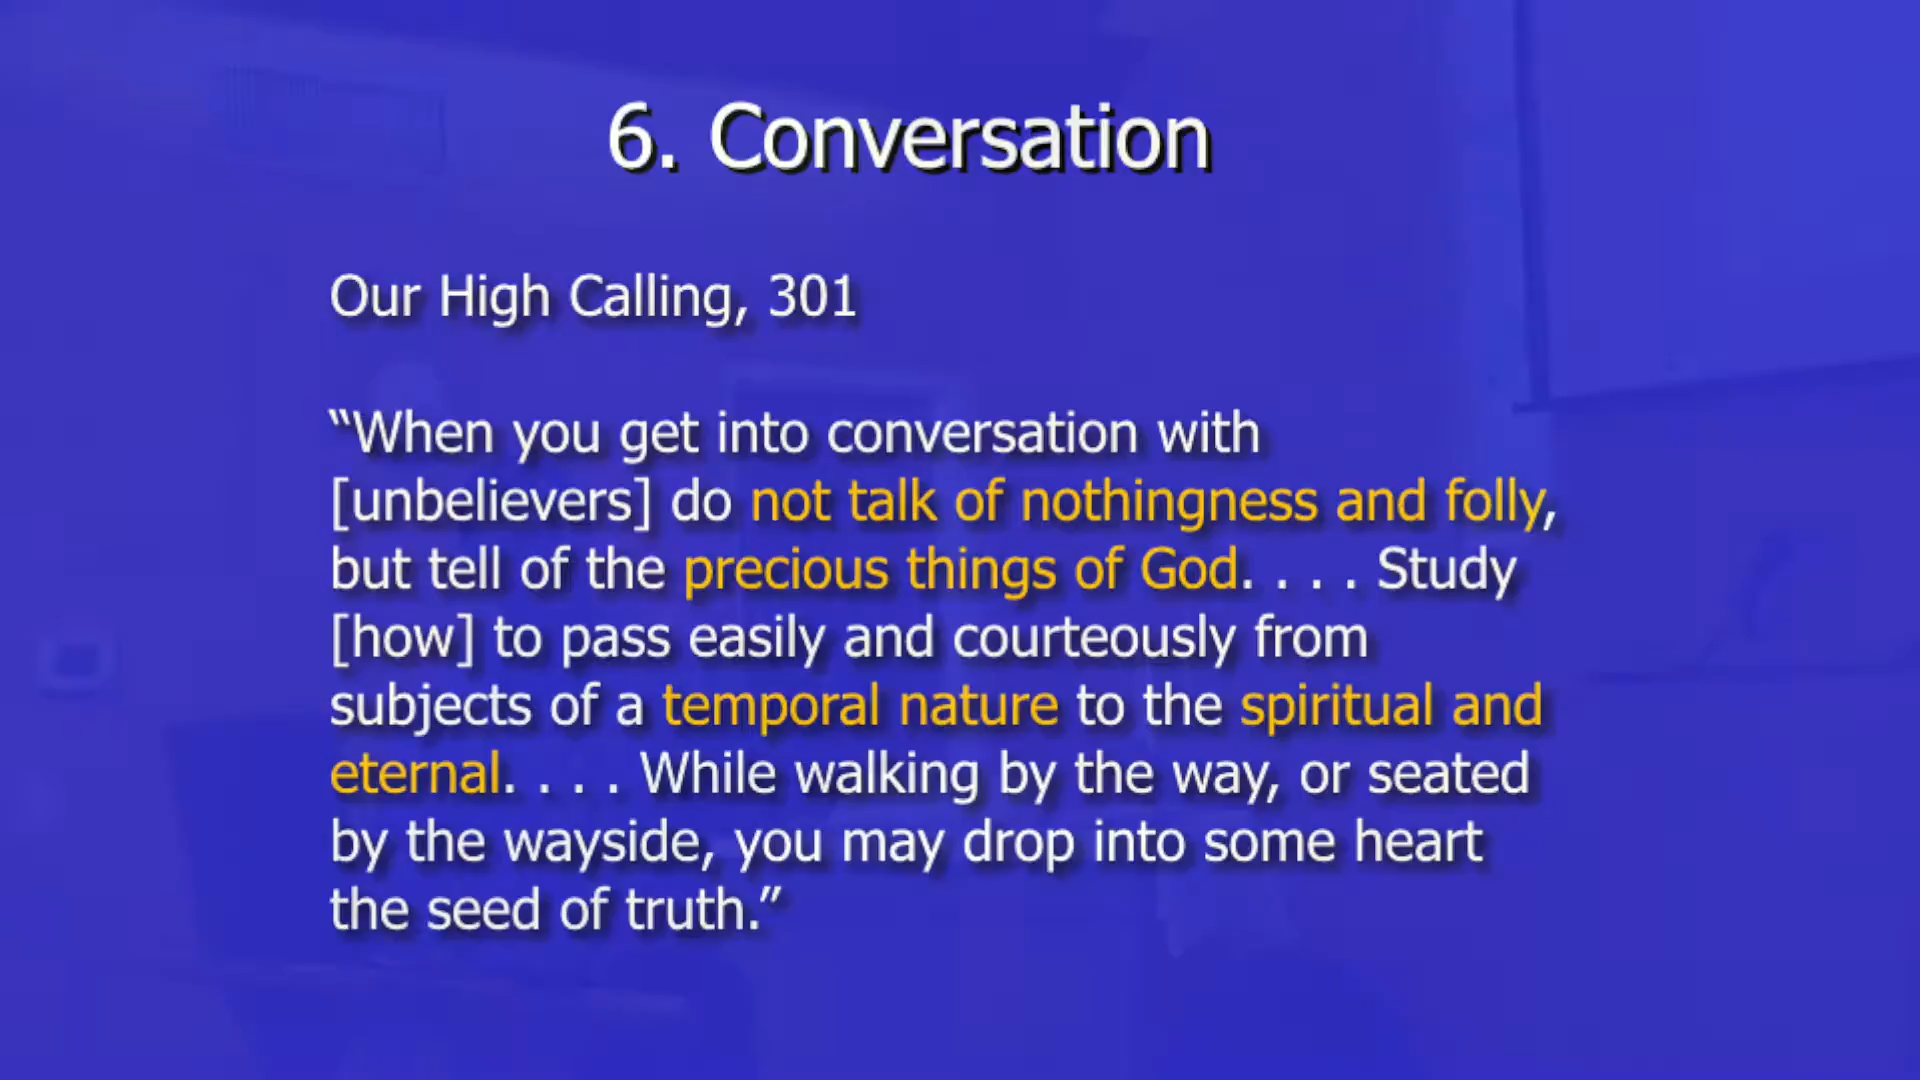 6. Conversation
Our High Calling, 301
“When you get into conversation with
[unbelievers] do not talk of nothingness and folly,
but tell of the precious things of God. . . . Study
[how] to pass easily and courteously from
subjects of a temporal nature to the spiritual and
eternal. . . . While walking by the way, or seated
by the wayside, you may drop into some heart
the seed of truth.”